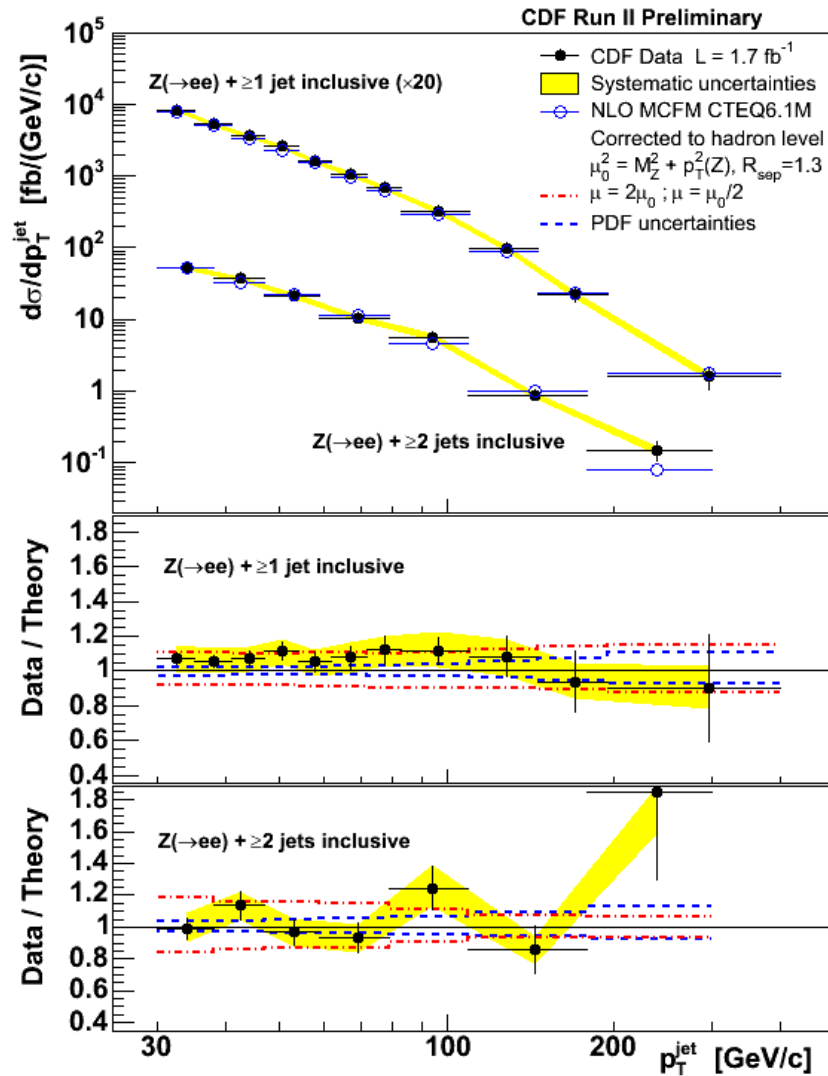 CDF Run II Preliminary
dσ/dp_T^jet [fb/(GeV/c)]
10^5
10^4
10^3
10^2
10
1
10^-1
Z(→ee) + ≥1 jet inclusive (×20)
CDF Data L = 1.7 fb^-1
Systematic uncertainties
NLO MCFM CTEQ6.1M
Corrected to hadron level
μ_0^2 = M_Z^2 + p_T^2(Z), R_sep=1.3
μ = 2μ_0 ; μ = μ_0/2
PDF uncertainties
Z(→ee) + ≥2 jets inclusive
Data / Theory
1.8
1.6
1.4
1.2
1
0.8
0.6
0.4
Z(→ee) + ≥1 jet inclusive
Data / Theory
1.8
1.6
1.4
1.2
1
0.8
0.6
0.4
Z(→ee) + ≥2 jets inclusive
30
100
200
p_T^jet [GeV/c]